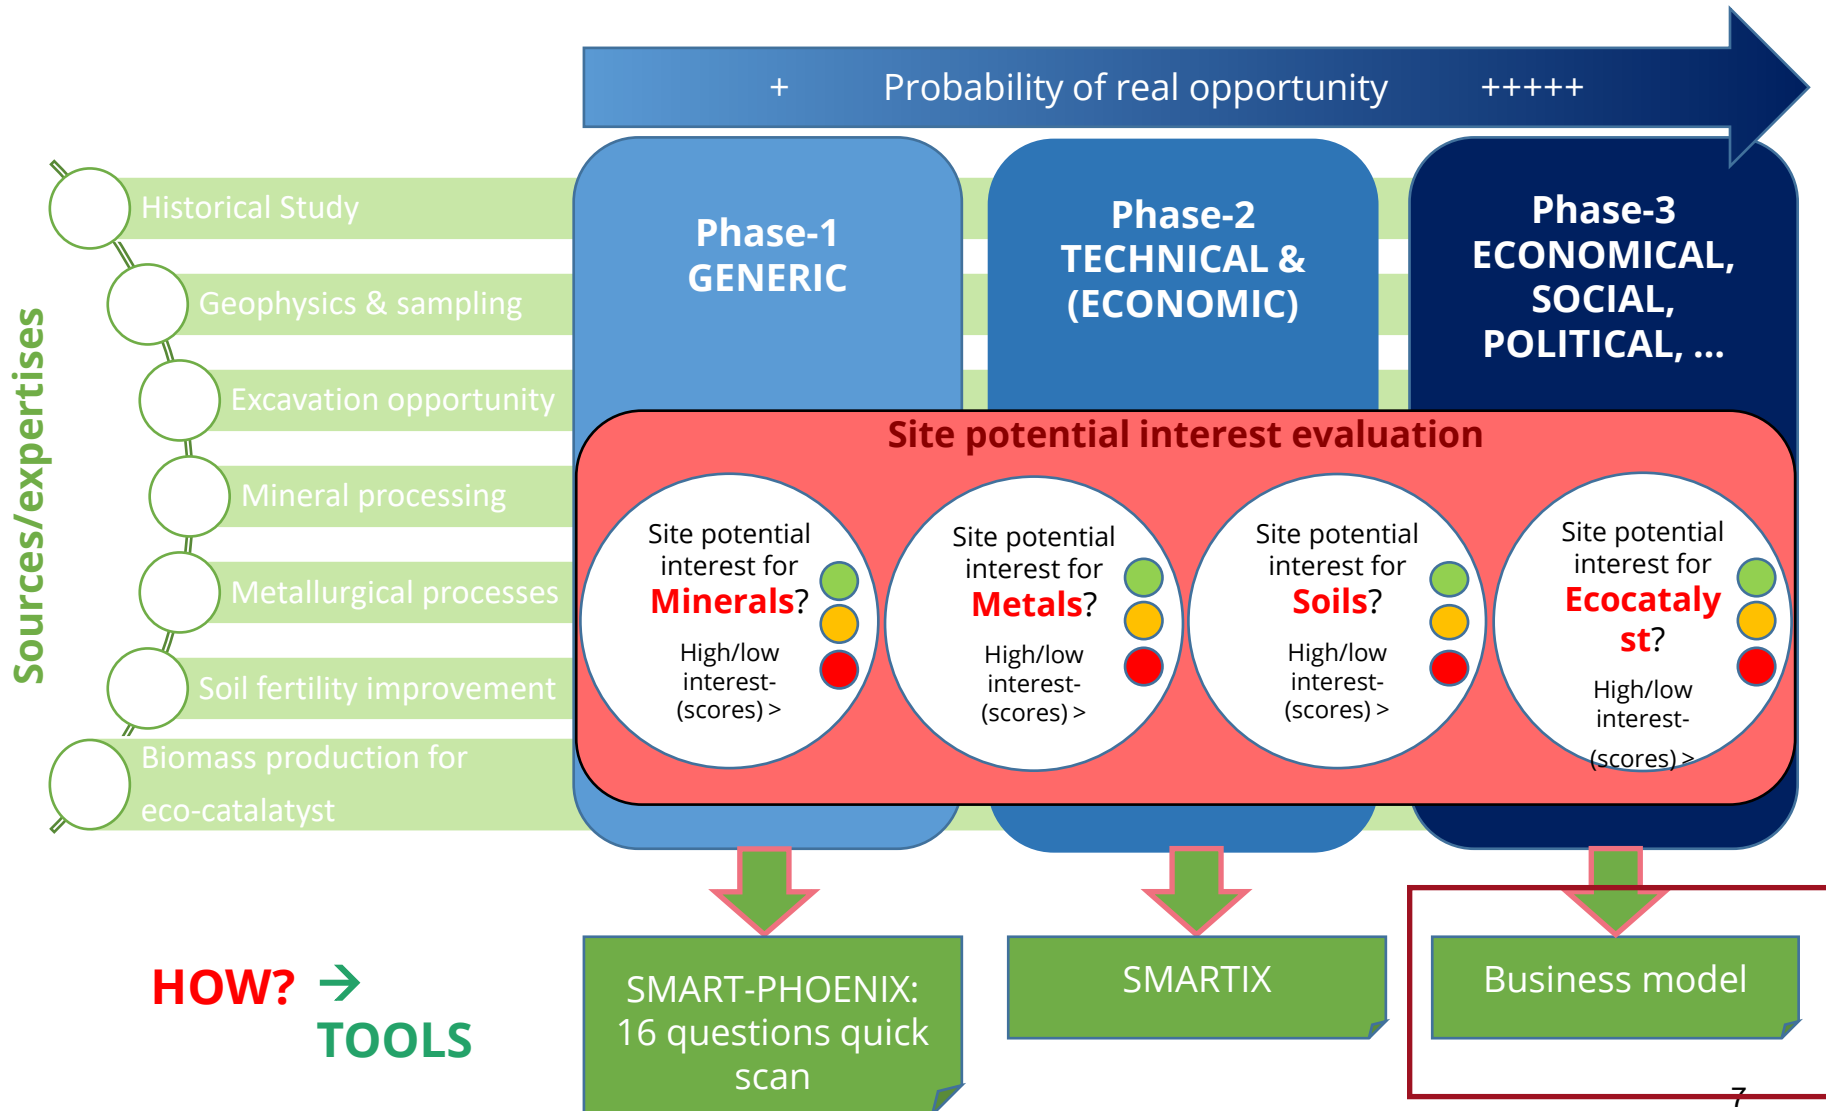 + Probability of real opportunity +++++
Sources/expertises
Historical Study
Geophysics & sampling
Excavation opportunity
Mineral processing
Metallurgical processes
Soil fertility improvement
Biomass production for
eco-catalatyst
Phase-1
GENERIC
Phase-2
TECHNICAL &
(ECONOMIC)
Phase-3
ECONOMICAL,
SOCIAL,
POLITICAL, ...
Site potential interest evaluation
Site potential
interest for
Minerals?
High/low
interest-
(scores) >
Site potential
interest for
Metals?
High/low
interest-
(scores) >
Site potential
interest for
Soils?
High/low
interest-
(scores) >
Site potential
interest for
Ecocataly
st?
High/low
interest-
(scores) >
HOW? →
TOOLS
SMART-PHOENIX:
16 questions quick
scan
SMARTIX
Business model
7